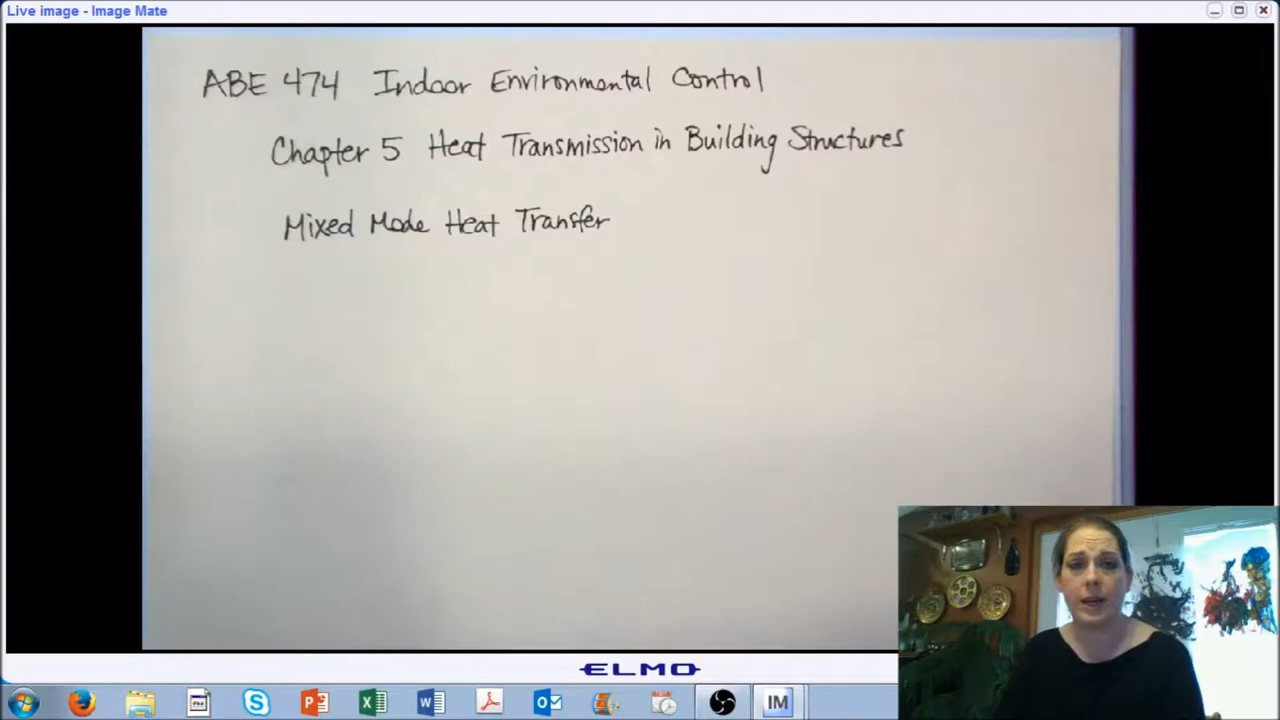 Live image - Image Mate
ABE 474 Indoor Environmental Control
Chapter 5 Heat Transmission in Building Structures
Mixed Mode Heat Transfer
ELMO
IM